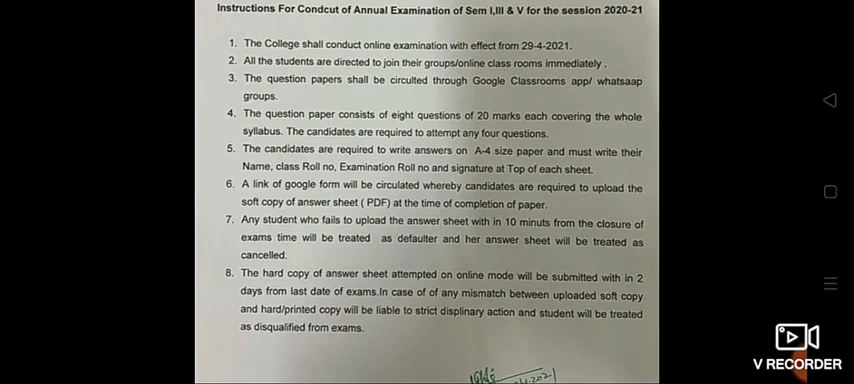 Instructions For Condcut of Annual Examination of Sem I,III & V for the session 2020-21
1. The College shall conduct online examination with effect from 29-4-2021.
2. All the students are directed to join their groups/online class rooms immediately .
3. The question papers shall be circulted through Google Classrooms app/ whatsaap
groups.
4. The question paper consists of eight questions of 20 marks each covering the whole
syllabus. The candidates are required to attempt any four questions.
5. The candidates are required to write answers on A-4 size paper and must write their
Name, class Roll no, Examination Roll no and signature at Top of each sheet.
6. A link of google form will be circulated whereby candidates are required to upload the
soft copy of answer sheet ( PDF) at the time of completion of paper.
7. Any student who fails to upload the answer sheet with in 10 minuts from the closure of
exams time will be treated as defaulter and her answer sheet will be treated as
cancelled.
8. The hard copy of answer sheet attempted on online mode will be submitted with in 2
days from last date of exams.In case of of any mismatch between uploaded soft copy
and hard/printed copy will be liable to strict displinary action and student will be treated
as disqualified from exams.
V RECORDER